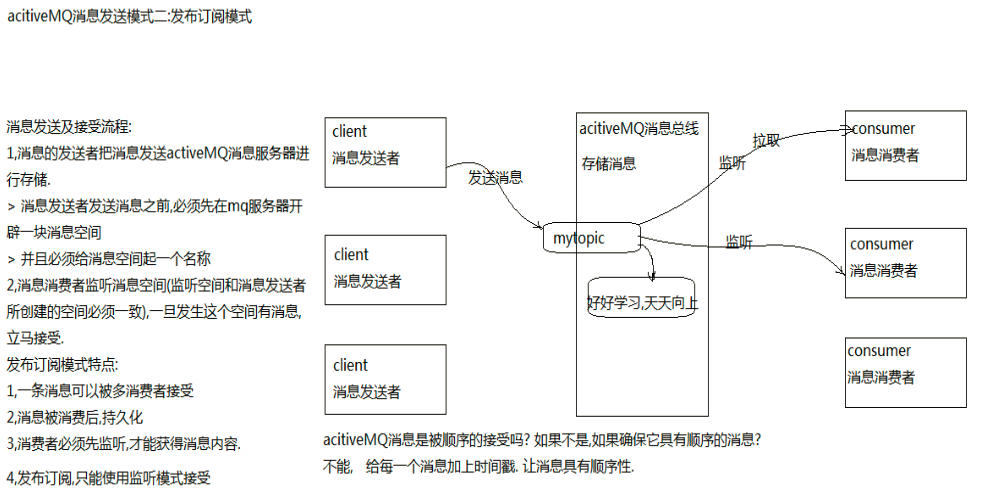 acitiveMQ消息发送模式二:发布订阅模式
消息发送及接受流程:
1,消息的发送者把消息发送activeMQ消息服务器进
行存储.
> 消息发送者发送消息之前,必须先在mq服务器开
辟一块消息空间
> 并且必须给消息空间起一个名称
2,消息消费者监听消息空间(监听空间和消息发送者
所创建的空间必须一致),一旦发生这个空间有消息,
立马接受.
发布订阅模式特点:
1,一条消息可以被多消费者接受
2,消息被消费后,持久化
3,消费者必须先监听,才能获得消息内容.
4,发布订阅,只能使用监听模式接受
client
消息发送者
client
消息发送者
client
消息发送者
发送消息
acitiveMQ消息总线
存储消息
mytopic
好好学习,天天向上
拉取
监听
监听
consumer
消息消费者
consumer
消息消费者
consumer
消息消费者
acitiveMQ消息是被顺序的接受吗? 如果不是,如果确保它具有顺序的消息?
不能, 给每一个消息加上时间戳. 让消息具有顺序性.